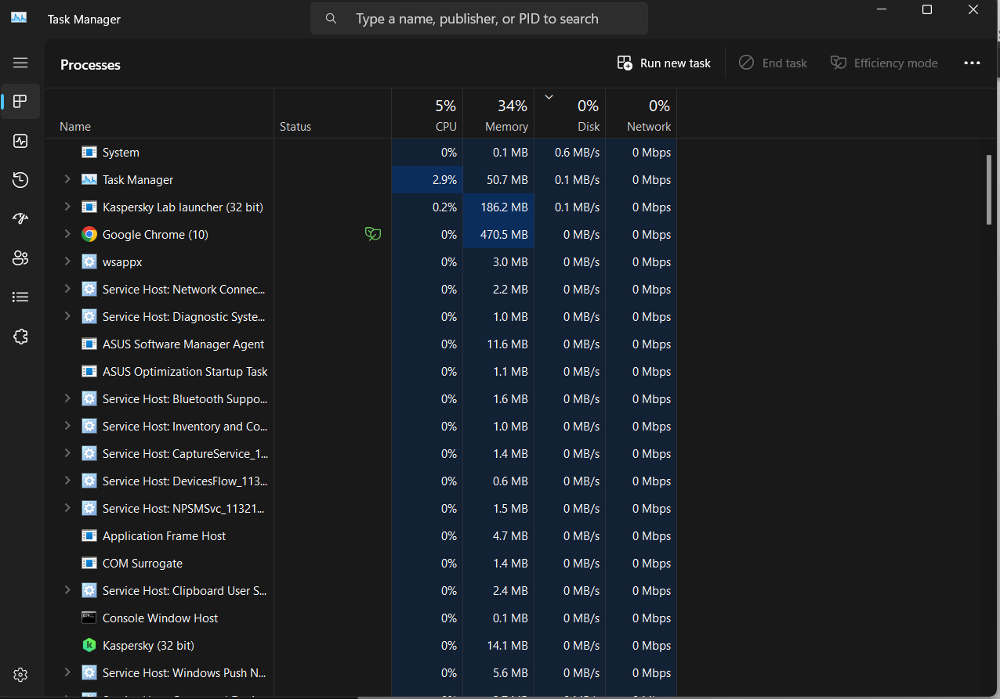 Task Manager
Type a name, publisher, or PID to search
Processes
Run new task
End task
Efficiency mode
5% 34% 0% 0%
Name Status CPU Memory Disk Network
System 0% 0.1 MB 0.6 MB/s 0 Mbps
Task Manager 2.9% 50.7 MB 0.1 MB/s 0 Mbps
Kaspersky Lab launcher (32 bit) 0.2% 186.2 MB 0.1 MB/s 0 Mbps
Google Chrome (10) 0% 470.5 MB 0 MB/s 0 Mbps
wsappx 0% 3.0 MB 0 MB/s 0 Mbps
Service Host: Network Connec... 0% 2.2 MB 0 MB/s 0 Mbps
Service Host: Diagnostic Syste... 0% 1.0 MB 0 MB/s 0 Mbps
ASUS Software Manager Agent 0% 11.6 MB 0 MB/s 0 Mbps
ASUS Optimization Startup Task 0% 1.1 MB 0 MB/s 0 Mbps
Service Host: Bluetooth Suppo... 0% 1.6 MB 0 MB/s 0 Mbps
Service Host: Inventory and Co... 0% 1.0 MB 0 MB/s 0 Mbps
Service Host: CaptureService_1... 0% 1.4 MB 0 MB/s 0 Mbps
Service Host: DevicesFlow_113... 0% 0.6 MB 0 MB/s 0 Mbps
Service Host: NPSMSvc_11321... 0% 1.5 MB 0 MB/s 0 Mbps
Application Frame Host 0% 4.7 MB 0 MB/s 0 Mbps
COM Surrogate 0% 1.4 MB 0 MB/s 0 Mbps
Service Host: Clipboard User S... 0% 2.4 MB 0 MB/s 0 Mbps
Console Window Host 0% 0.1 MB 0 MB/s 0 Mbps
Kaspersky (32 bit) 0% 14.1 MB 0 MB/s 0 Mbps
Service Host: Windows Push N... 0% 5.6 MB 0 MB/s 0 Mbps